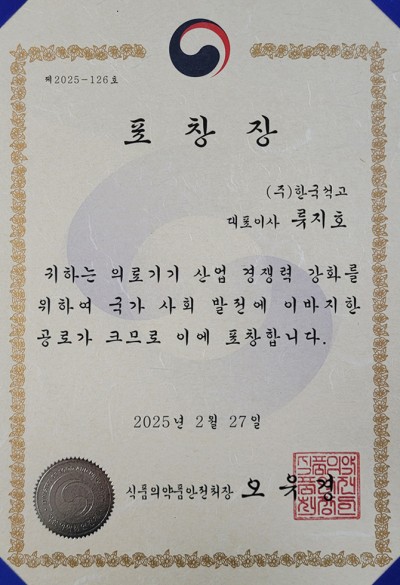 제2025-126호
포창장
(주)한국적고
대표이사 류지호
귀하는 의료기기 산업 경쟁력 강화를
위하여 국가 사회 발전에 이바지한
공로가 크므로 이에 포창합니다.
2025년 2월 27일
식품의약품안전처장 오유경